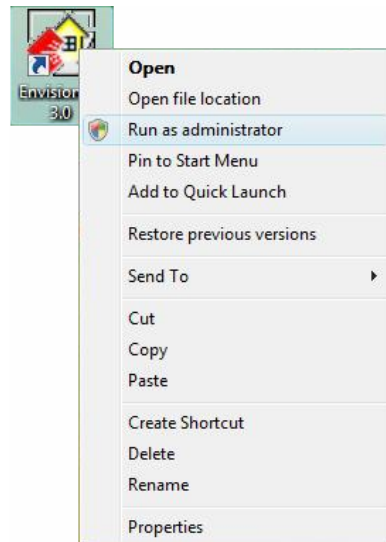 Envision
3.0
Open
Open file location
Run as administrator
Pin to Start Menu
Add to Quick Launch
Restore previous versions
Send To
Cut
Copy
Paste
Create Shortcut
Delete
Rename
Properties